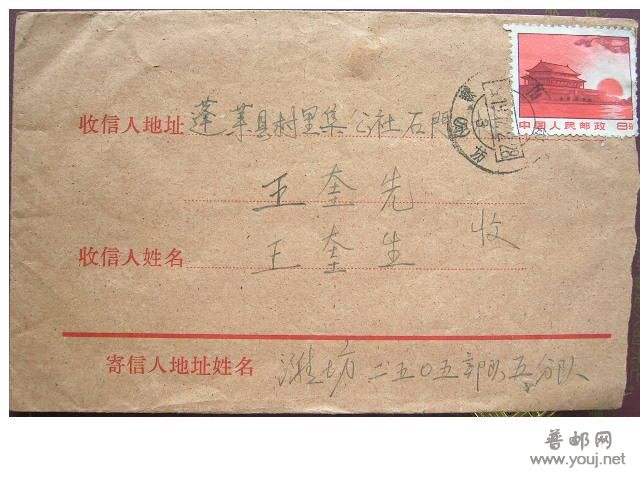 中国人民邮政 8分
坊
收信人地址 蓬莱县村里集公社石門
王奎先
收信人姓名 王奎生 收
寄信人地址姓名 潍坊二五〇五部队五分队
普邮网
www.youj.net